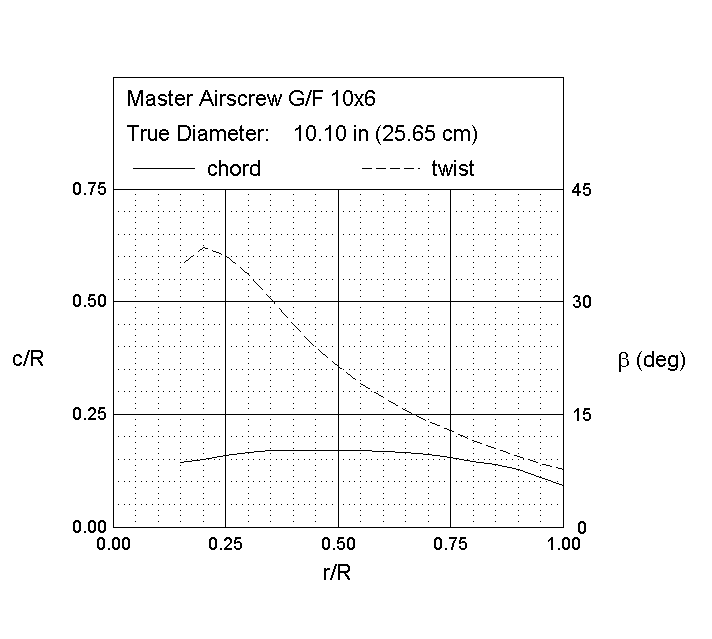 Master Airscrew G/F 10x6
True Diameter: 10.10 in (25.65 cm)
chord twist
0.75 45
0.50 30
c/R β (deg)
0.25 15
0.00 0
0.00 0.25 0.50 0.75 1.00
r/R